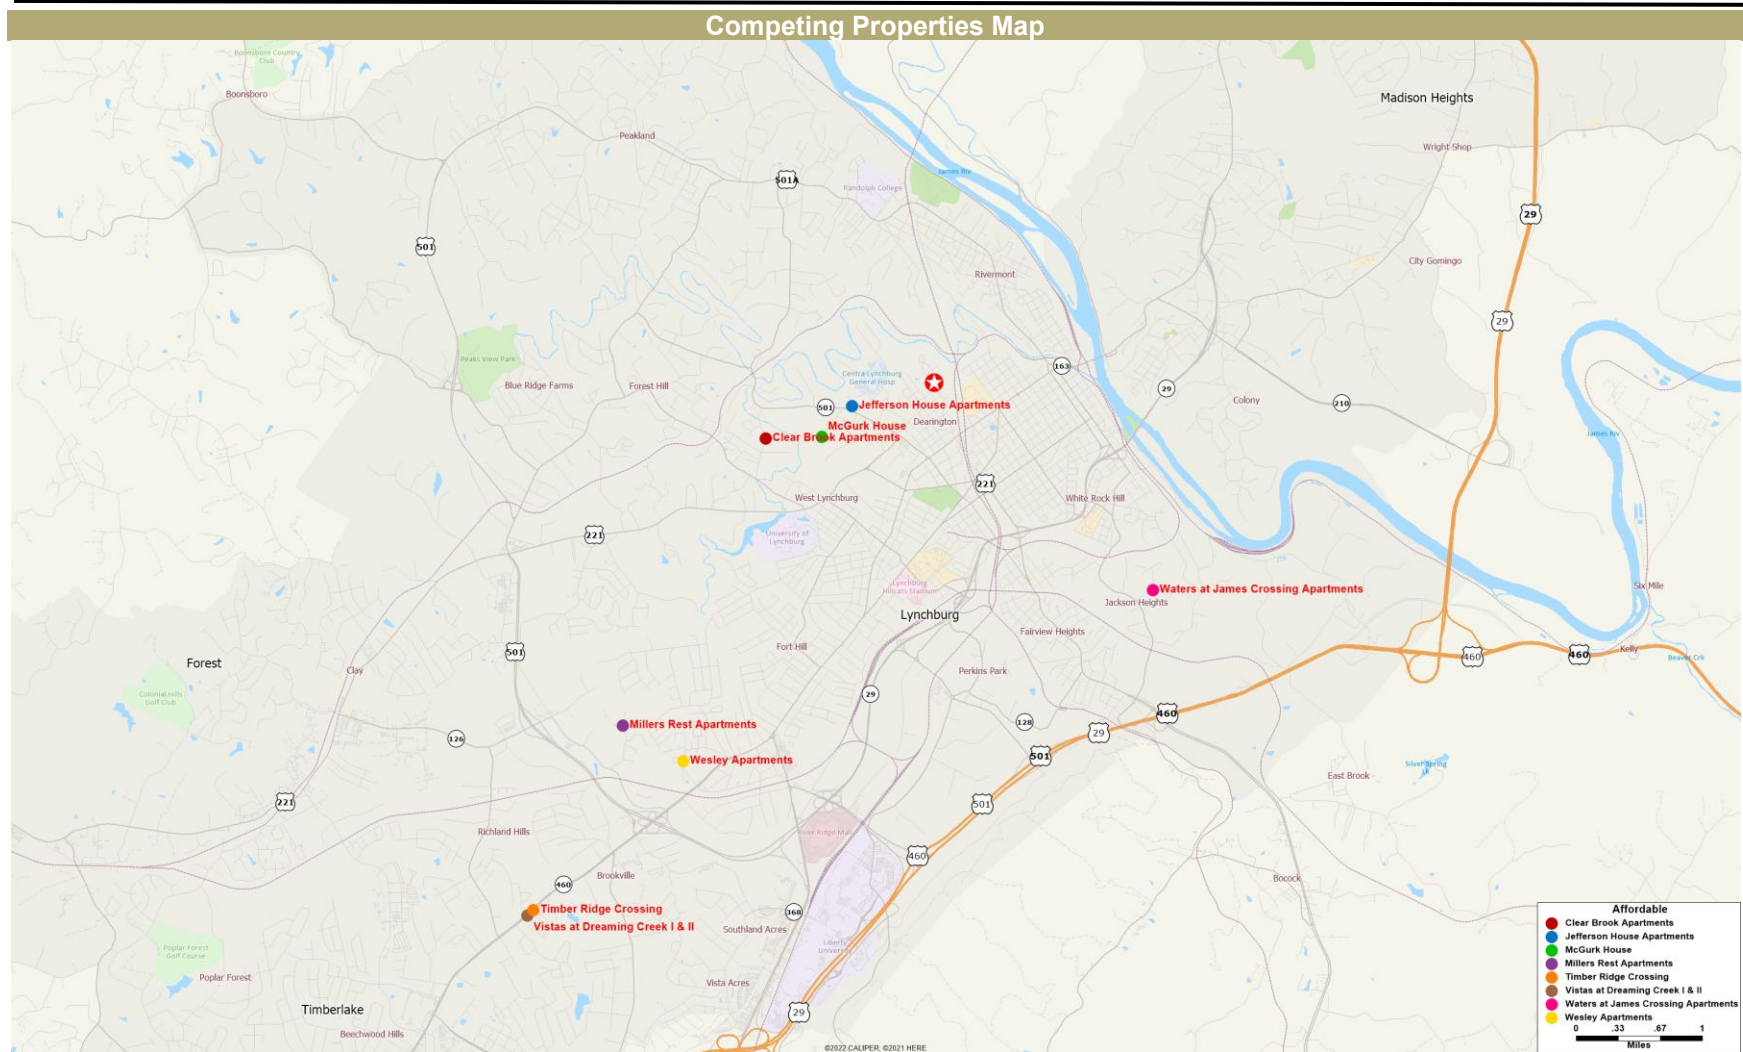 Competing Properties Map
Boonsboro Country
Club
Boonsboro
Madison Heights
Peakland
Wright Shop
James Riv
501A
Randolph College
29
501
City Gomingo
Rivermont
29
Peaks View Park
163
Blue Ridge Farms
Forest Hill
Centra Lynchburg
General Hosp
29
Colony
210
501
Jefferson House Apartments
McGurk House
Dearington
Clear Brook Apartments
James Riv
221
West Lynchburg
White Rock Hill
221
University of
Lynchburg
Lynchburg
Hillcats Stadium
Waters at James Crossing Apartments
Six Mile
Jackson Heights
Lynchburg
Fairview Heights
Fort Hill
501
Kelly
460
460
Beaver Crk
Forest
Clay
Perkins Park
Colonial Hills
Golf Club
29
Millers Rest Apartments
128
460
29
126
Wesley Apartments
501
Silver Spring
Lk
East Brook
221
501
Richland Hills
River Ridge Mall
460
Brookville
460
Bocock
Timber Ridge Crossing
368
Vistas at Dreaming Creek I & II
Southland Acres
Liberty
University
Poplar Forest
Golf Course
Poplar Forest
Vista Acres
Timberlake
29
Beechwood Hills
Affordable
Clear Brook Apartments
Jefferson House Apartments
McGurk House
Millers Rest Apartments
Timber Ridge Crossing
Vistas at Dreaming Creek I & II
Waters at James Crossing Apartments
Wesley Apartments
0 .33 .67 1
Miles
©2022 CALIPER; ©2021 HERE